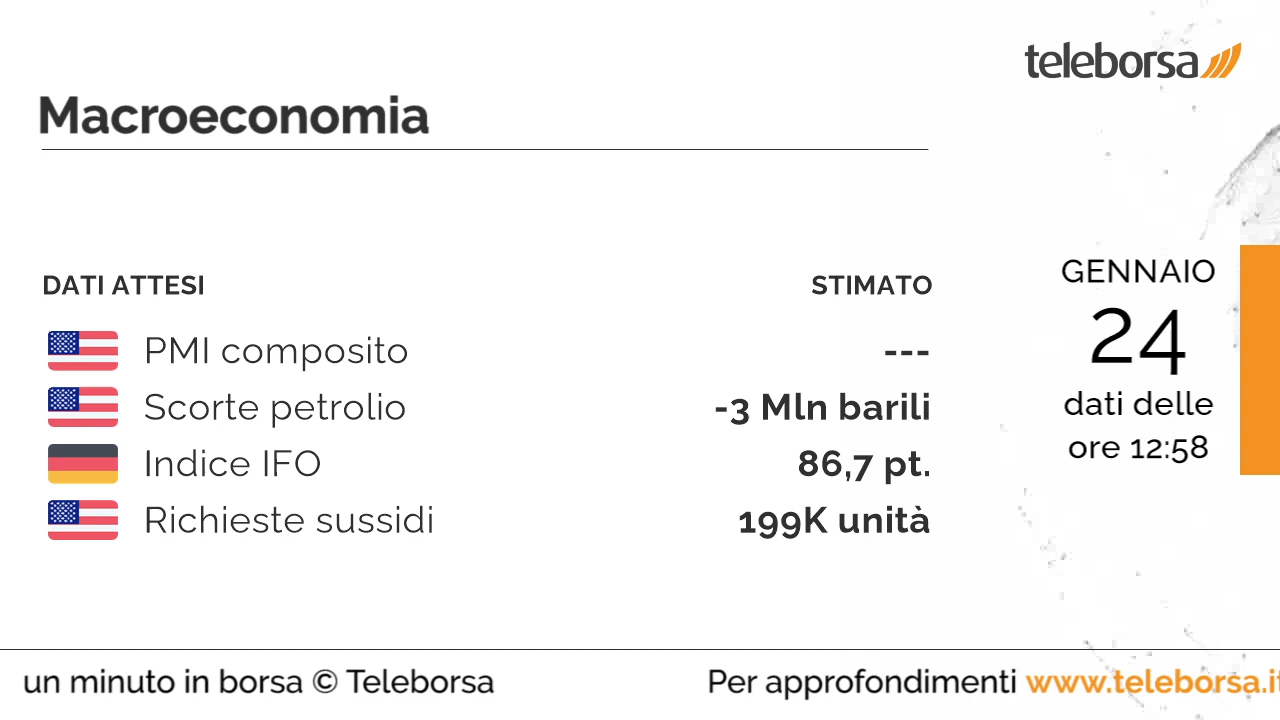 teleborsa
Macroeconomia
DATI ATTESI STIMATO
PMI composito ---
Scorte petrolio -3 Mln barili
Indice IFO 86,7 pt.
Richieste sussidi 199K unità
GENNAIO
24
dati delle
ore 12:58
un minuto in borsa © Teleborsa Per approfondimenti www.teleborsa.it